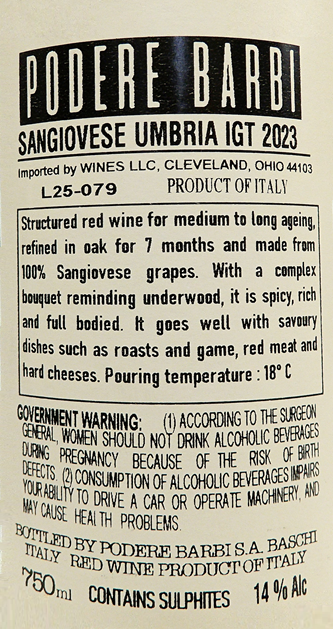 PODERE BARBI
SANGIOVESE UMBRIA IGT 2023
Imported by WINES LLC, CLEVELAND, OHIO 44103
L25-079 PRODUCT OF ITALY
Structured red wine for medium to long ageing,
refined in oak for 7 months and made from
100% Sangiovese grapes. With a complex
bouquet reminding underwood, it is spicy, rich
and full bodied. It goes well with savoury
dishes such as roasts and game, red meat and
hard cheeses. Pouring temperature : 18° C
GOVERNMENT WARNING: (1) ACCORDING TO THE SURGEON
GENERAL, WOMEN SHOULD NOT DRINK ALCOHOLIC BEVERAGES
DURING PREGNANCY BECAUSE OF THE RISK OF BIRTH
DEFECTS. (2) CONSUMPTION OF ALCOHOLIC BEVERAGES IMPAIRS
YOUR ABILITY TO DRIVE A CAR OR OPERATE MACHINERY, AND
MAY CAUSE HEALTH PROBLEMS.
BOTTLED BY PODERE BARBI S.A. BASCHI
ITALY RED WINE PRODUCT OF ITALY
750ml CONTAINS SULPHITES 14 % Alc